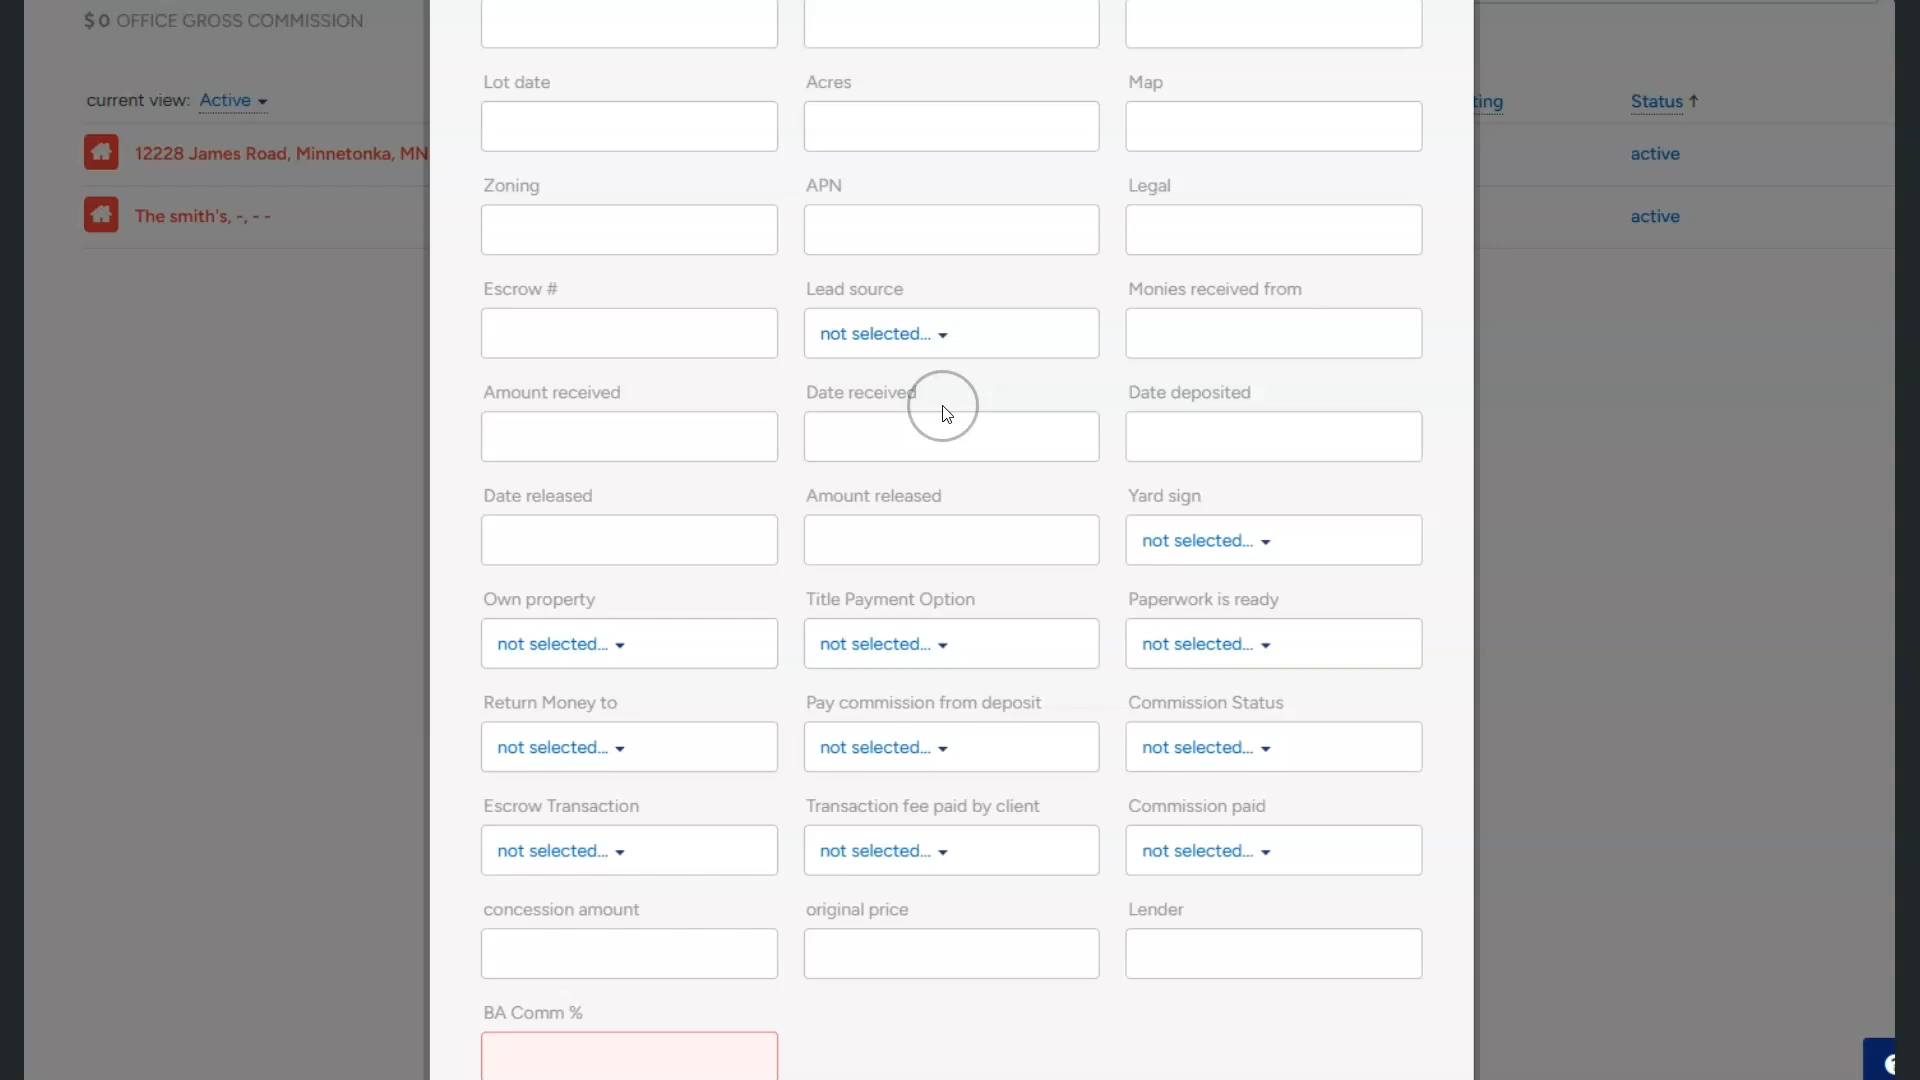 $0 OFFICE GROSS COMMISSION
current view: Active
12228 James Road, Minnetonka, MN
The smith's, -, - -
Lot date Acres Map
Zoning APN Legal
Escrow # Lead source Monies received from
not selected...
Amount received Date received Date deposited
Date released Amount released Yard sign
not selected...
Own property Title Payment Option Paperwork is ready
not selected... not selected... not selected...
Return Money to Pay commission from deposit Commission Status
not selected... not selected... not selected...
Escrow Transaction Transaction fee paid by client Commission paid
not selected... not selected... not selected...
concession amount original price Lender
BA Comm %
Status ↑
active
active